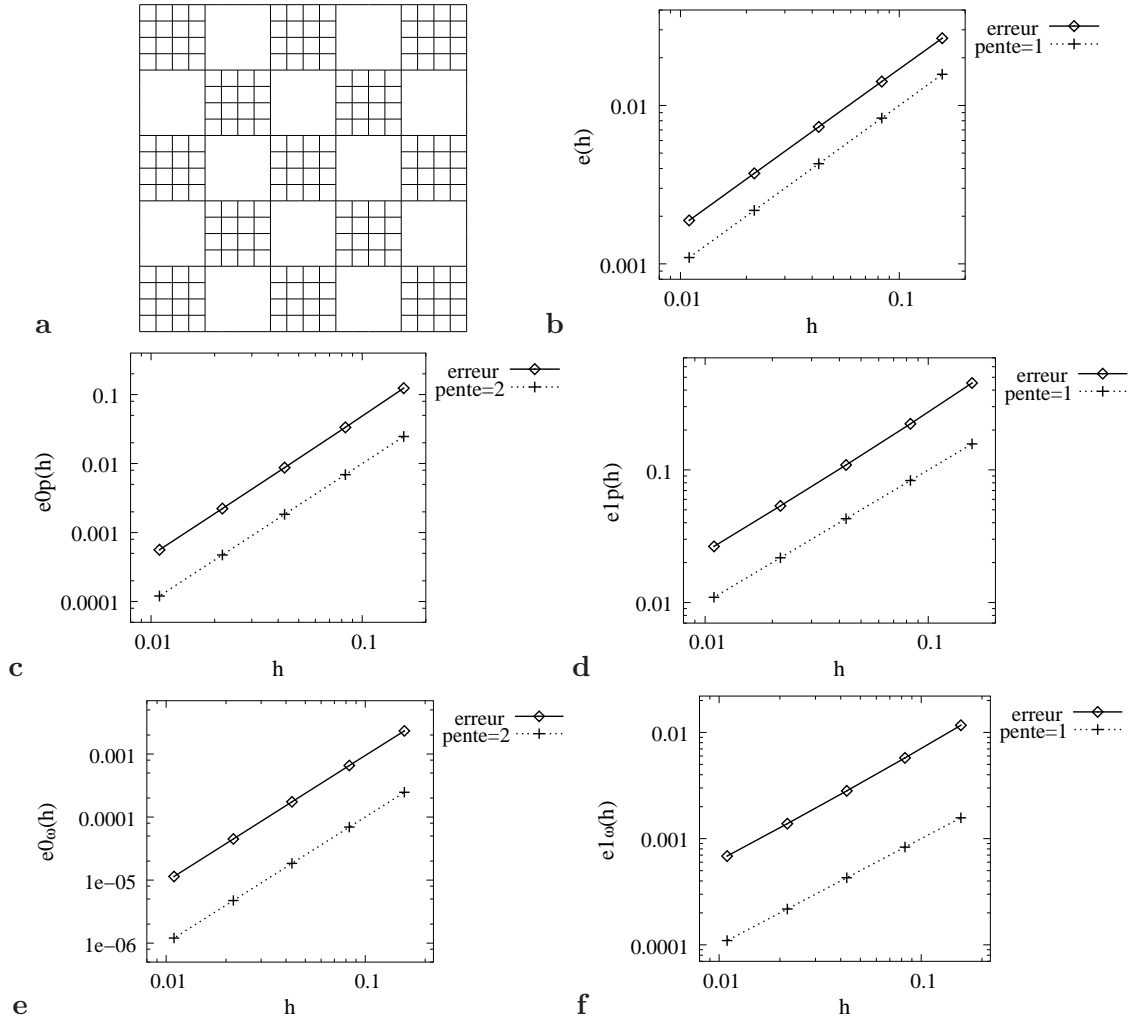 a
erreur
pente=1
0.01
0.001
e(h)
0.01
0.1
h
b
erreur
pente=2
0.1
0.01
0.001
0.0001
e0p(h)
0.01
0.1
h
c
erreur
pente=1
0.1
0.01
e1p(h)
0.01
0.1
h
d
erreur
pente=2
0.001
0.0001
1e-05
1e-06
e0ω(h)
0.01
0.1
h
e
erreur
pente=1
0.01
0.001
0.0001
e1ω(h)
0.01
0.1
h
f